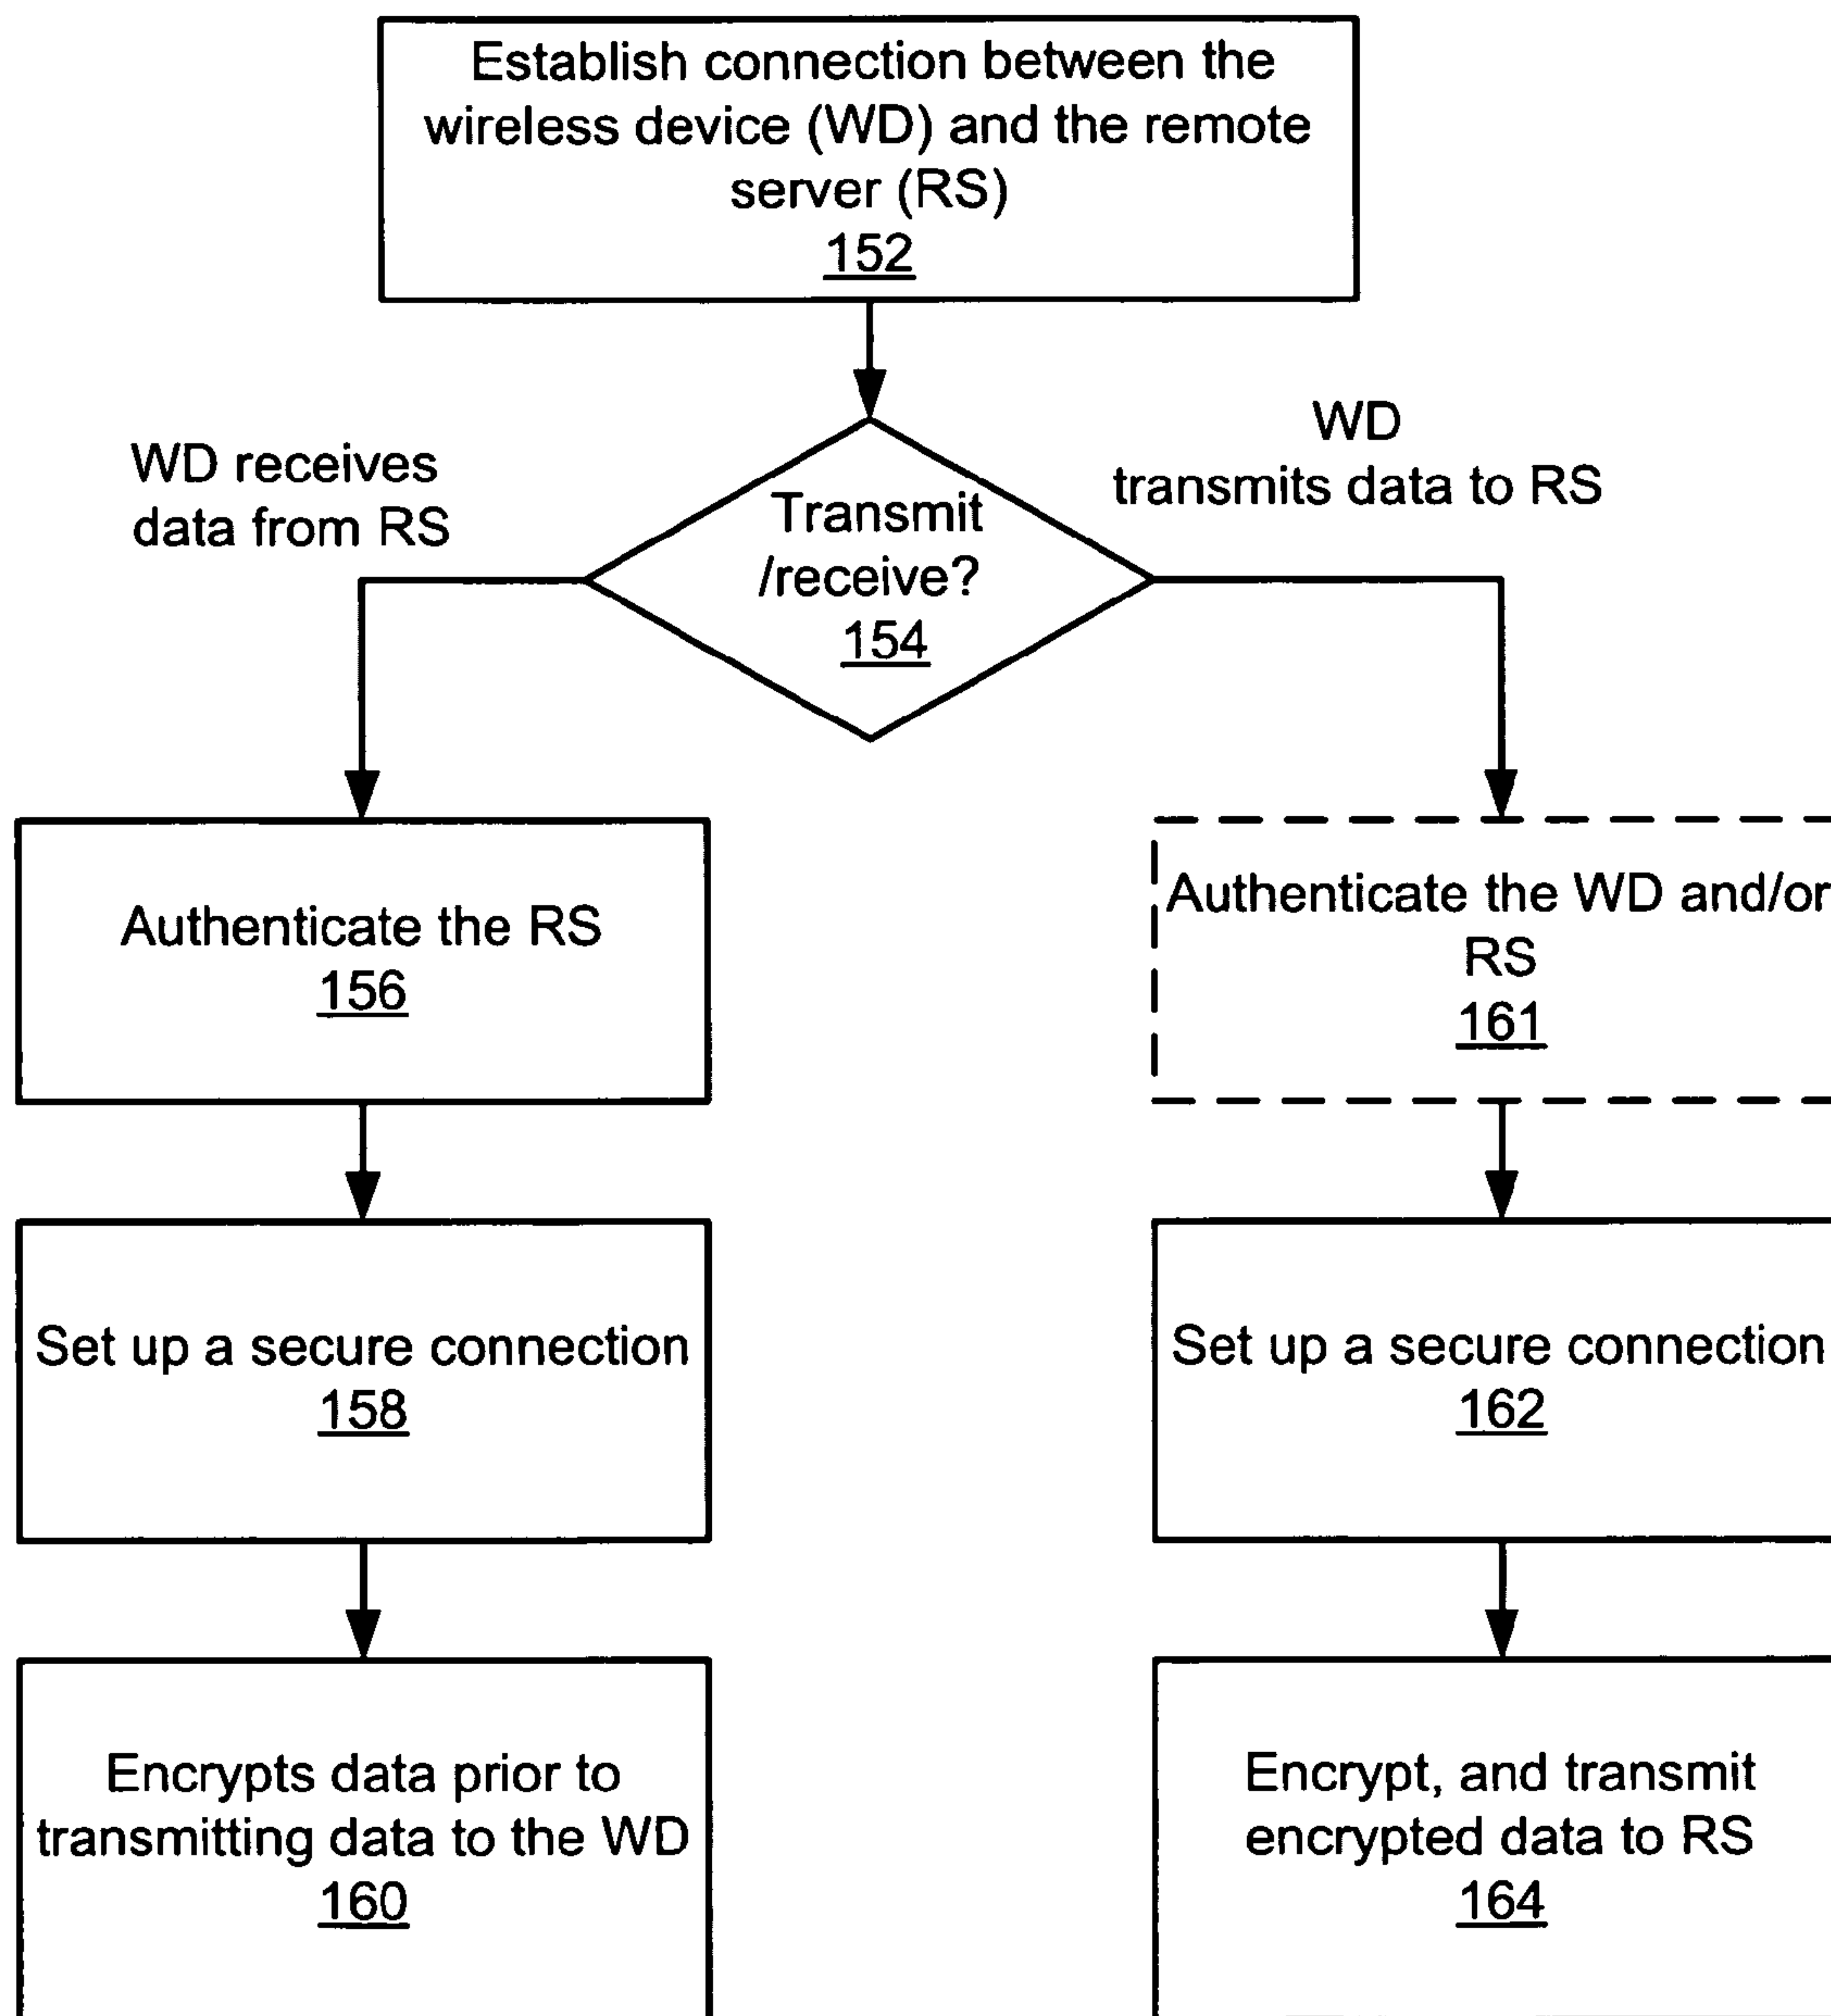 Establish connection between the
wireless device (WD) and the remote
server (RS)
152
WD receives
data from RS
WD
transmits data to RS
Transmit
/receive?
154
Authenticate the RS
156
Authenticate the WD and/or
RS
161
Set up a secure connection
158
Set up a secure connection
162
Encrypts data prior to
transmitting data to the WD
160
Encrypt, and transmit
encrypted data to RS
164